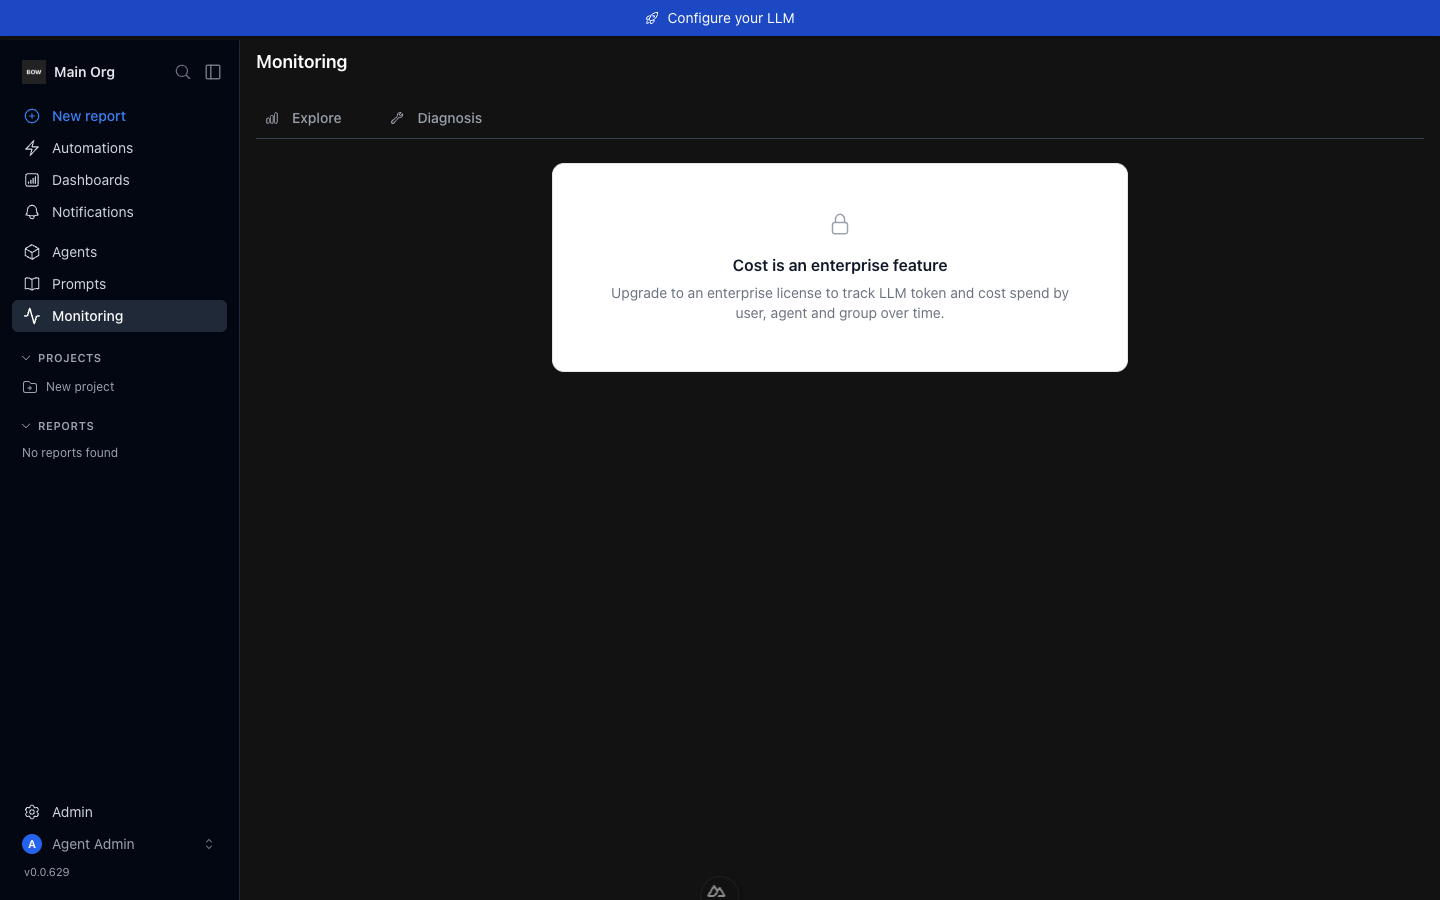 Configure your LLM
BOW
Main Org
New report
Automations
Dashboards
Notifications
Agents
Prompts
Monitoring
PROJECTS
New project
REPORTS
No reports found
Admin
A
Agent Admin
v0.0.629
Monitoring
Explore
Diagnosis
Cost is an enterprise feature
Upgrade to an enterprise license to track LLM token and cost spend by
user, agent and group over time.